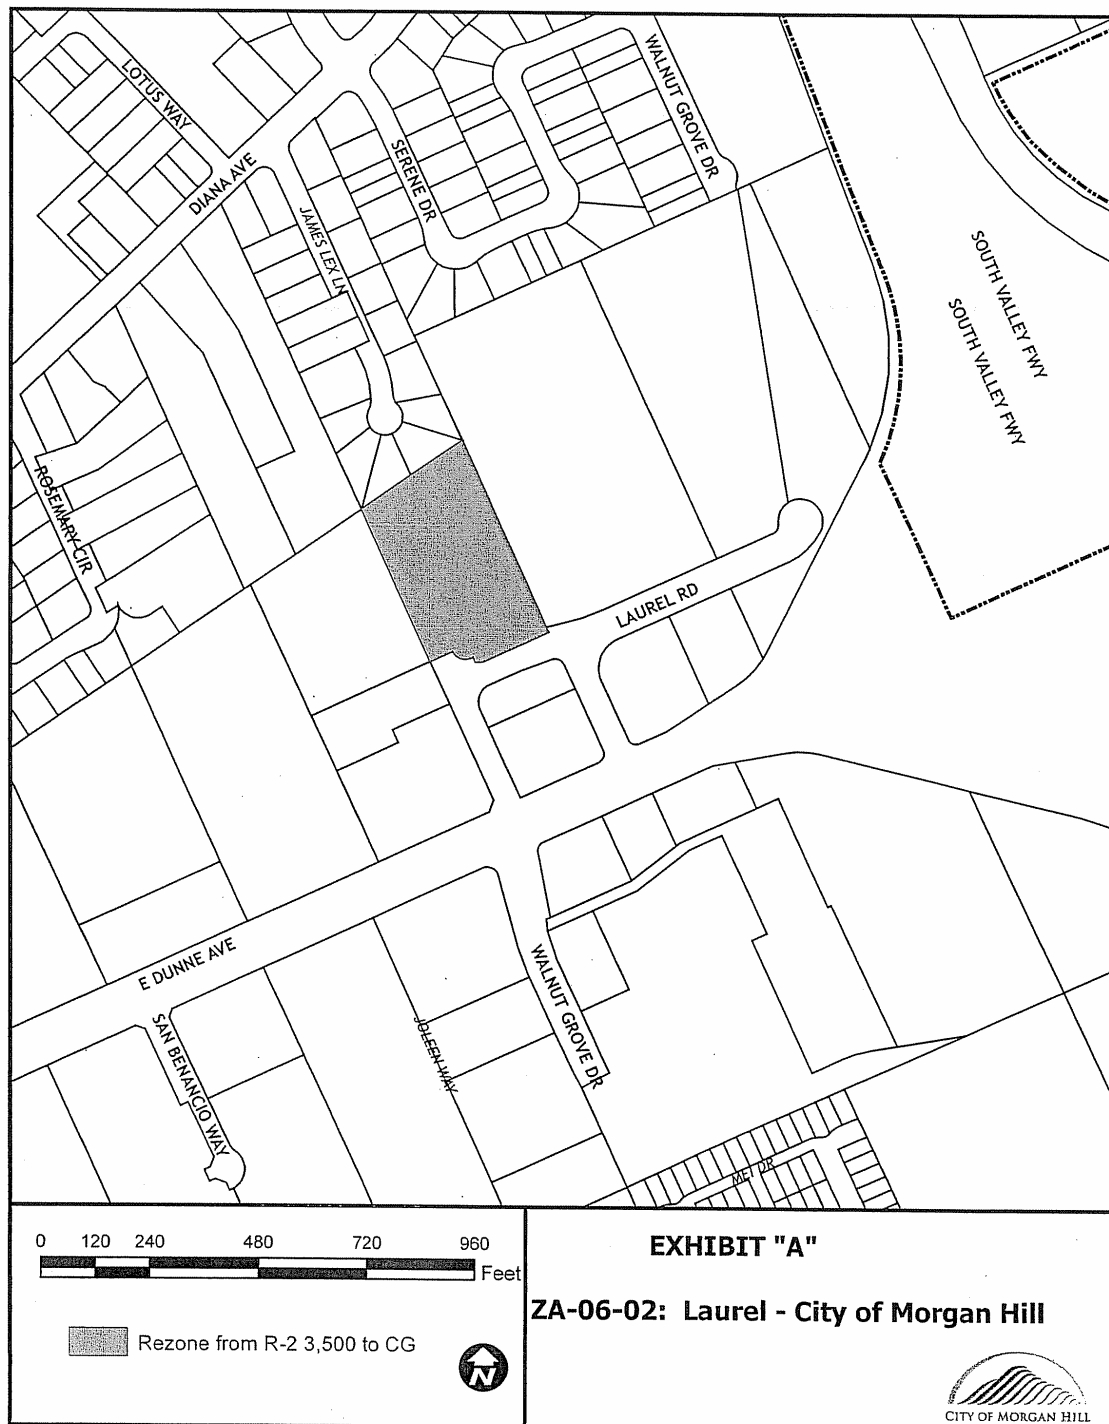 LOTUS WAY
WALNUT GROVE DR
DIANA AVE
SERENE DR
JAMES LEX LN
SOUTH VALLEY FWY
SOUTH VALLEY FWY
ROSEMARY CIR
LAUREL RD
E DUNNE AVE
WALNUT GROVE DR
SAN BENANCIO WAY
JOLEEN WAY
MET DR
0 120 240 480 720 960
Feet
Rezone from R-2 3,500 to CG
N
EXHIBIT "A"
ZA-06-02: Laurel - City of Morgan Hill
CITY OF MORGAN HILL